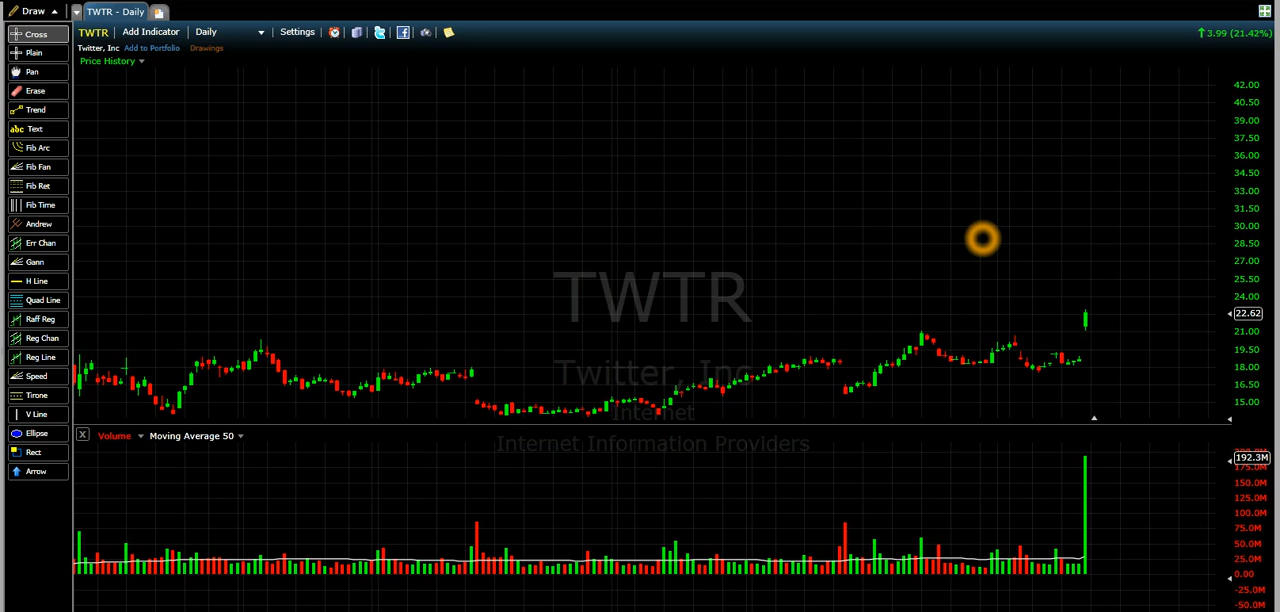 Draw
TWTR - Daily
Cross
Plain
Pan
Erase
Trend
abc Text
Fib Arc
Fib Fan
Fib Ret
Fib Time
Andrew
Err Chan
Gann
H Line
Quad Line
Raff Reg
Reg Chan
Reg Line
Speed
Tirone
V Line
Ellipse
Rect
Arrow
TWTR Add Indicator Daily Settings
3.99 (21.42%)
Twitter, Inc Add to Portfolio Drawings
Price History
42.00
40.50
39.00
37.50
36.00
34.50
33.00
31.50
30.00
28.50
27.00
25.50
24.00
22.62
21.00
19.50
18.00
16.50
15.00
TWTR
Twitter, Inc
Internet
Internet Information Providers
X Volume Moving Average 50
192.3M
175.0M
150.0M
125.0M
100.0M
75.0M
50.0M
25.0M
0.00
-25.0M
-50.0M